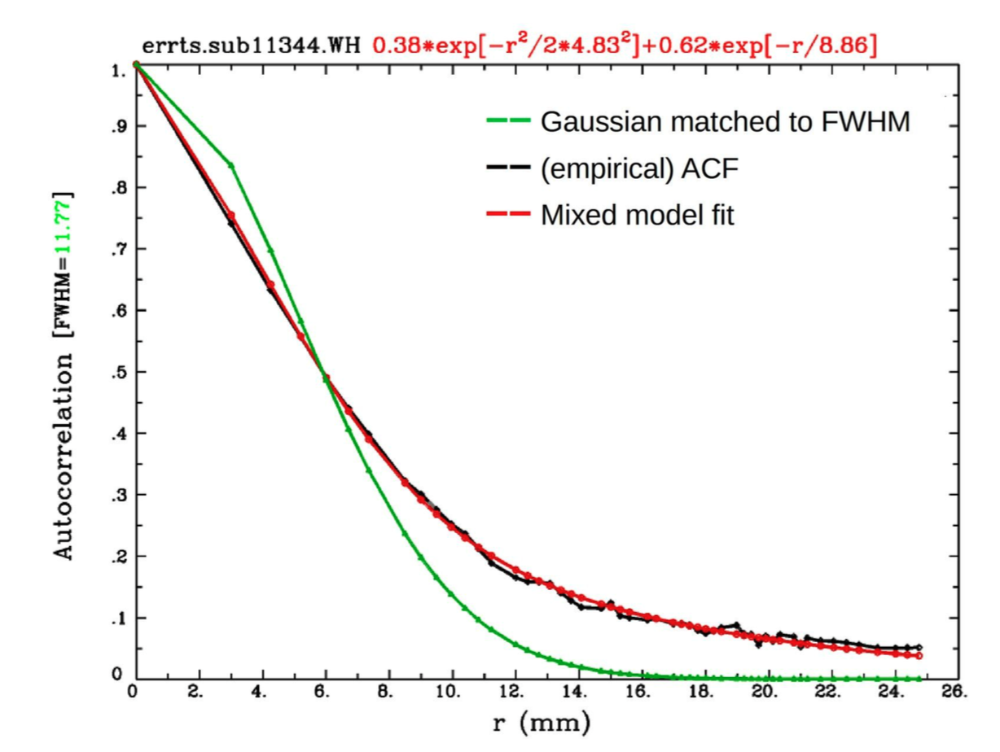 errts.sub11344.WH 0.38*exp[-r²/2*4.83²]+0.62*exp[-r/8.86]
Gaussian matched to FWHM
(empirical) ACF
Mixed model fit
Autocorrelation [FWHM=11.77]
1.
.9
.8
.7
.6
.5
.4
.3
.2
.1
0
0 2. 4. 6. 8. 10. 12. 14. 16. 18. 20. 22. 24. 26.
r (mm)